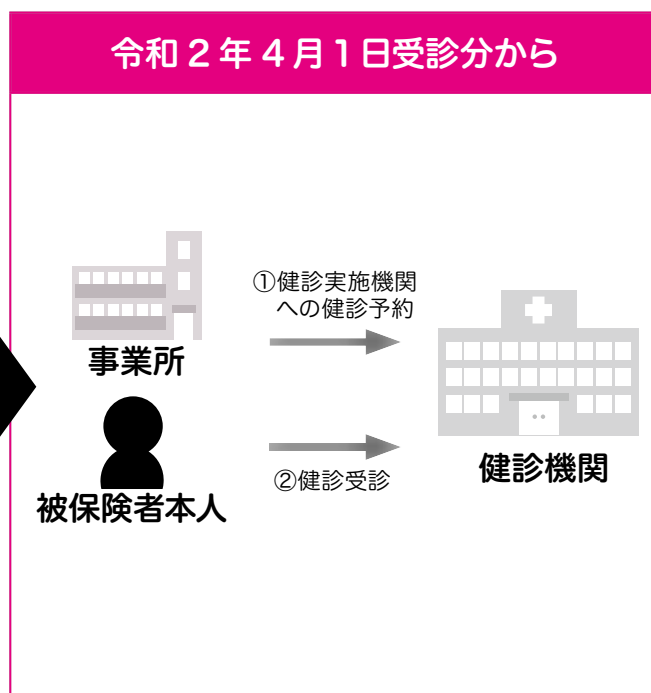 令和２年４月１日受診分から
①健診実施機関
への健診予約
事業所
②健診受診
被保険者本人
健診機関